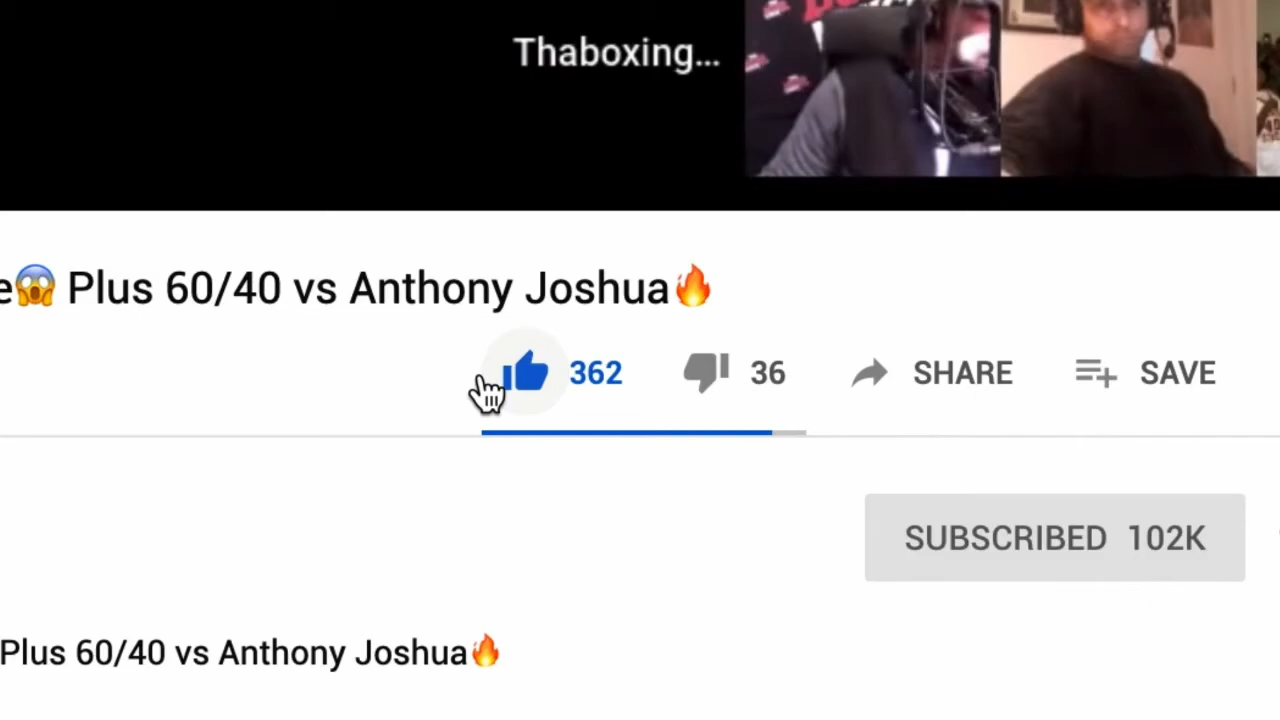 Thaboxing...
e😱 Plus 60/40 vs Anthony Joshua🔥
362 36 SHARE SAVE
SUBSCRIBED 102K
Plus 60/40 vs Anthony Joshua🔥